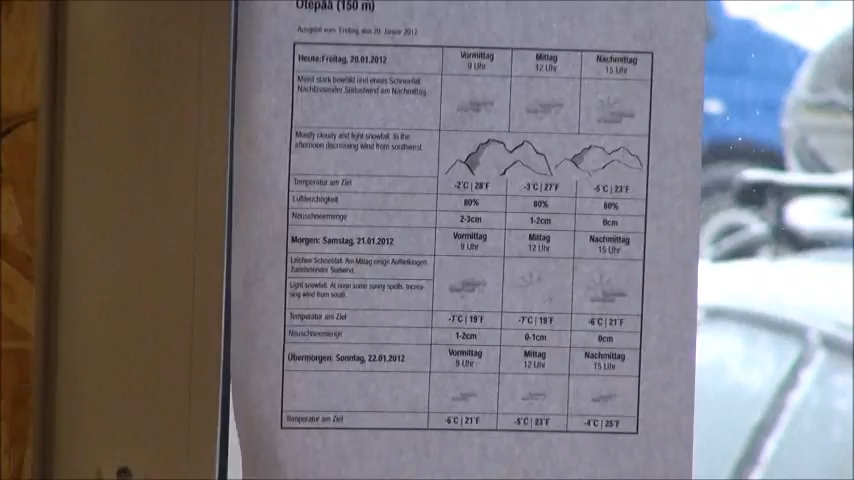 Otepää (150 m)
Ausgabe vom: Freitag, den 20. Januar 2012
Heute: Freitag, 20.01.2012
Vormittag
9 Uhr
Mittag
12 Uhr
Nachmittag
15 Uhr
Meist stark bewölkt und etwas Schneefall.
Nachlassender Südostwind am Nachmittag.
Mostly cloudy and light snowfall. In the
afternoon decreasing wind from southwest.
Temperatur am Ziel -2°C | 28°F -3°C | 27°F -5°C | 23°F
Luftfeuchtigkeit 80% 80% 80%
Neuschneemenge 2-3cm 1-2cm 0cm
Morgen: Samstag, 21.01.2012
Vormittag
9 Uhr
Mittag
12 Uhr
Nachmittag
15 Uhr
Leichter Schneefall. Am Mittag einige Aufhellungen.
Zunehmender Südwind.
Light snowfall. At noon some sunny spells. Increa-
sing wind from south.
Temperatur am Ziel -7°C | 19°F -7°C | 19°F -6°C | 21°F
Neuschneemenge 1-2cm 0-1cm 0cm
Übermorgen: Sonntag, 22.01.2012
Vormittag
9 Uhr
Mittag
12 Uhr
Nachmittag
15 Uhr
Temperatur am Ziel -6°C | 21°F -5°C | 23°F -4°C | 25°F